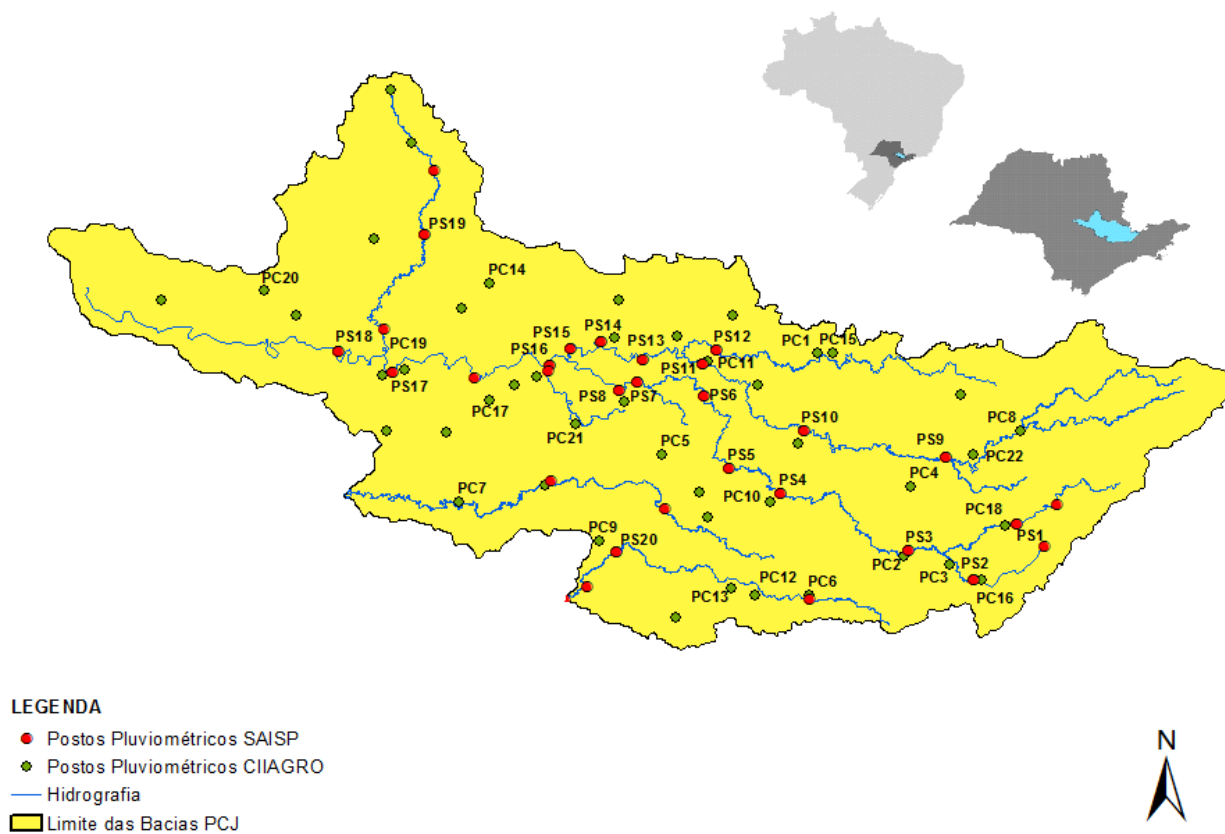 PS19
PC20
PC14
PS18
PC19
PS17
PS15
PS14
PS16
PS13
PS12
PC1
PC15
PS11
PC11
PC17
PS8
PS7
PS6
PC21
PS10
PC8
PC5
PS9
PC22
PS5
PC4
PS4
PC7
PC10
PC18
PS1
PC9
PS20
PS3
PC2
PC3
PS2
PC16
PC12
PC6
PC13
LEGENDA
Postos Pluviométricos SAISP
Postos Pluviométricos CIIAGRO
Hidrografia
Limite das Bacias PCJ
N